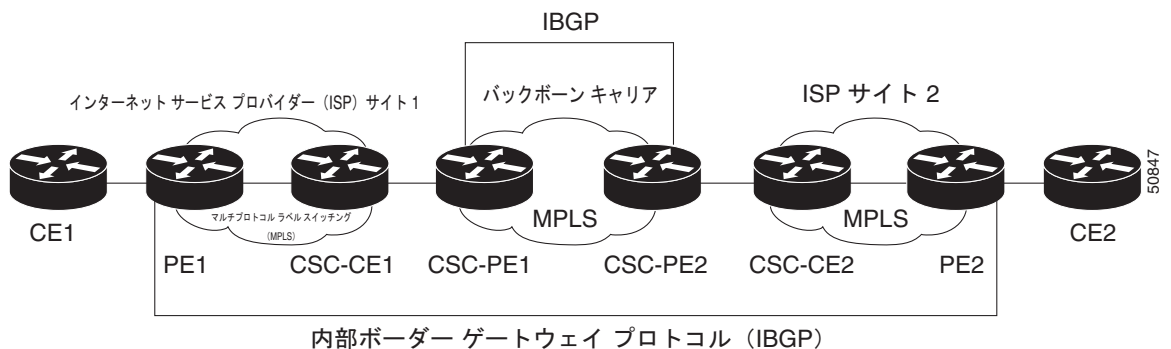 IBGP
インターネット サービス プロバイダー（ISP）サイト 1
バックボーン キャリア
ISP サイト 2
マルチプロトコル ラベル スイッチング
（MPLS）
MPLS
MPLS
CE1
PE1
CSC-CE1
CSC-PE1
CSC-PE2
CSC-CE2
PE2
CE2
50847
内部ボーダー ゲートウェイ プロトコル（IBGP）